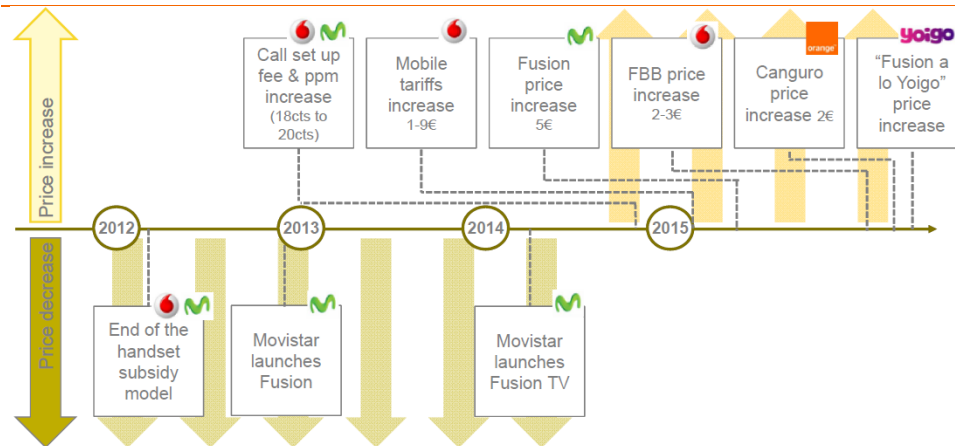 Price increase
Call set up
fee & ppm
increase
(18cts to
20cts)
Mobile
tariffs
increase
1-9€
Fusion
price
increase
5€
FBB price
increase
2-3€
orange
Canguro
price
increase 2€
yoigo
“Fusion a
lo Yoigo”
price
increase
2012
2013
2014
2015
Price decrease
End of the
handset
subsidy
model
Movistar
launches
Fusion
Movistar
launches
Fusion TV